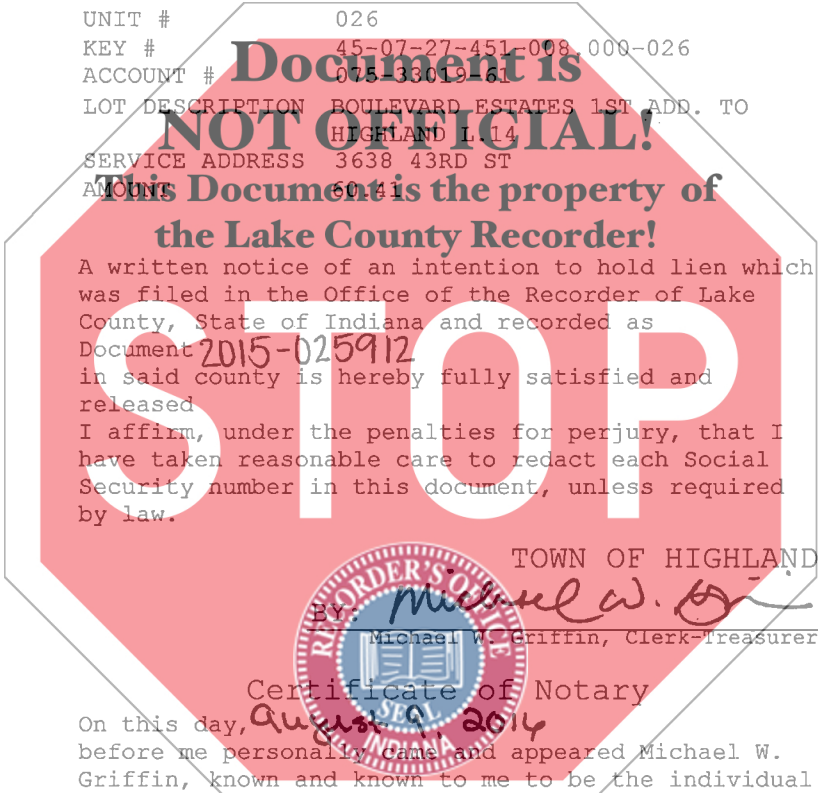 UNIT # 026
KEY # 45-07-27-451-008.000-026
Document is
ACCOUNT # 075-33019-61
LOT DESCRIPTION BOULEVARD ESTATES 1ST ADD. TO
NOT OFFICIAL!
HIGHLAND L.14
SERVICE ADDRESS 3638 43RD ST
AMOUNT 60.41
This Document is the property of
the Lake County Recorder!
A written notice of an intention to hold lien which
was filed in the Office of the Recorder of Lake
County, State of Indiana and recorded as
Document 2015-025912
in said county is hereby fully satisfied and
released
I affirm, under the penalties for perjury, that I
have taken reasonable care to redact each Social
Security number in this document, unless required
by law.
STOP
TOWN OF HIGHLAND
BY: Michael W. Griffin
Michael W. Griffin, Clerk-Treasurer
RECORDER'S OFFICE
SEAL
INDIANA
Certificate of Notary
On this day, August 9, 2016
before me personally came and appeared Michael W.
Griffin, known and known to me to be the individual